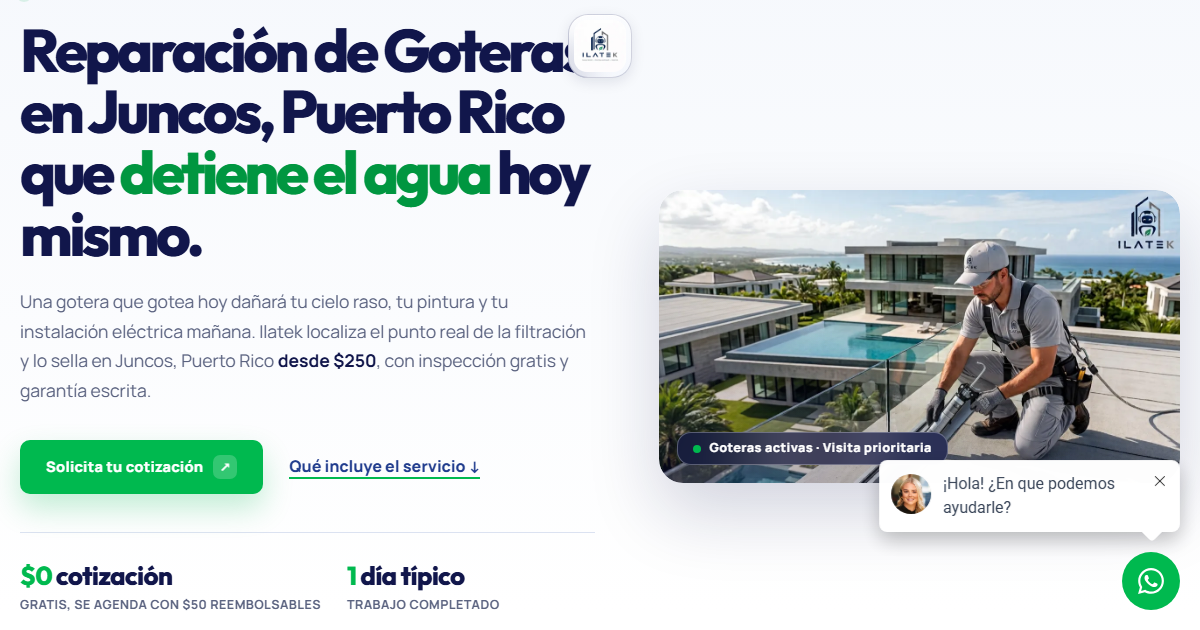 Reparación de Goteras
en Juncos, Puerto Rico
que detiene el agua hoy
mismo.
ILATEK
Una gotera que gotea hoy dañará tu cielo raso, tu pintura y tu
instalación eléctrica mañana. Ilatek localiza el punto real de la filtración
y lo sella en Juncos, Puerto Rico desde $250, con inspección gratis y
garantía escrita.
Solicita tu cotización ↗
Qué incluye el servicio ↓
$0 cotización
GRATIS, SE AGENDA CON $50 REEMBOLSABLES
1 día típico
TRABAJO COMPLETADO
ILATEK
Goteras activas · Visita prioritaria
¡Hola! ¿En que podemos
ayudarle?